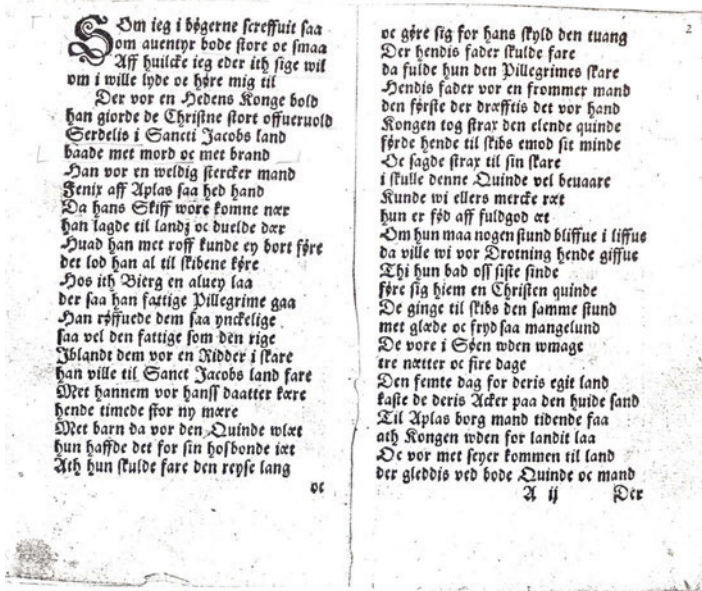 SOm ieg i bøgerne screffuit saa
som auentyr bode store oc smaa
Aff huilcke ieg eder ith sige wil
om i wille lyde oc høre mig til
Der vor en Hedens Konge bold
han giorde de Christne stort offueruold
Serdelis i Sancti Jacobs land
baade met mord oc met brand
Han vor en weldig stercker mand
Fenix aff Aplas saa hed hand
Da hans Skiff wore komne nær
han lagde til landz oc duelde dær
Huad han met roff kunde ey bort føre
det lod han al til skibene køre
Hos ith Bierg en aluey laa
der saa han fattige Pillegrime gaa
Han røffuede dem saa ynckelige
saa vel den fattige som den rige
Iblandt dem vor en Ridder i skare
han ville til Sanct Jacobs land fare
Met hannem vor hanss daatter kære
hende timede stor ny mære
Met barn da vor den Quinde wlæt
hun haffde det for sin hosbonde iæt
Ath hun skulde fare den reyse lang
oc
2
oc gøre sig for hans skyld den tuang
Der hendis fader skulde fare
da fulde hun den Pillegrimes skare
Hendis fader vor en frommer mand
den første der dræfftis det vor hand
Kongen tog strax den elende quinde
førde hende til skibs emod sit minde
Oc sagde strax til sin skare
i skulle denne Quinde vel beuaare
Kunde wi ellers mercke ræt
hun er fød aff fuldgod æt
Om hun maa nogen stund bliffue i liffue
da ville wi vor Drotning hende giffue
Thi hun bad oss siste sinde
føre sig hiem en Christen quinde
De ginge til skibs den samme stund
met glæde oc fryd saa mangelund
De vore i Søen wden wmage
tre nætter oc fire dage
Den femte dag for deris egit land
kaste de deris Acker paa den huide sand
Til Aplas borg mand tidende faa
ath Kongen wden for landit laa
Oc vor met seyer kommen til land
der gleddis ved bode Quinde oc mand
A ij Der